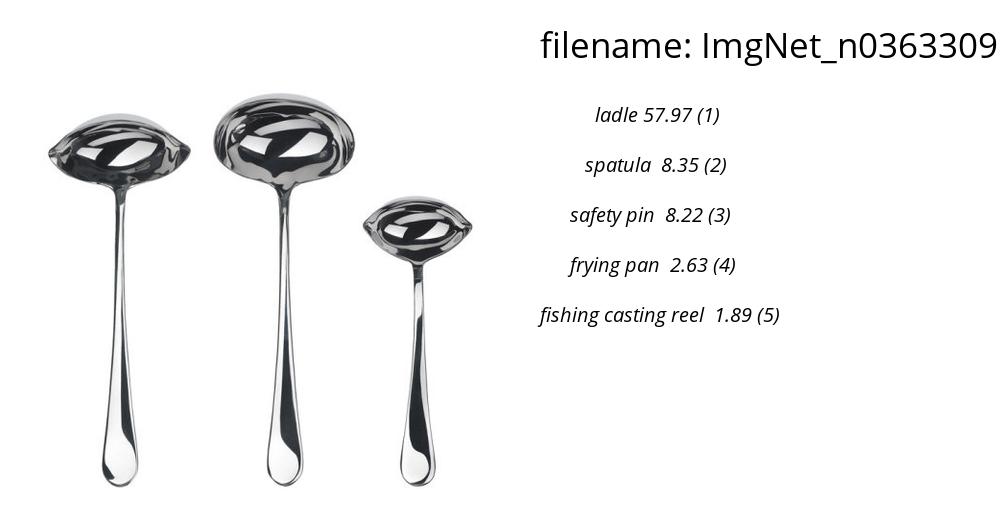 filename: ImgNet_n0363309
ladle 57.97 (1)
spatula 8.35 (2)
safety pin 8.22 (3)
frying pan 2.63 (4)
fishing casting reel 1.89 (5)